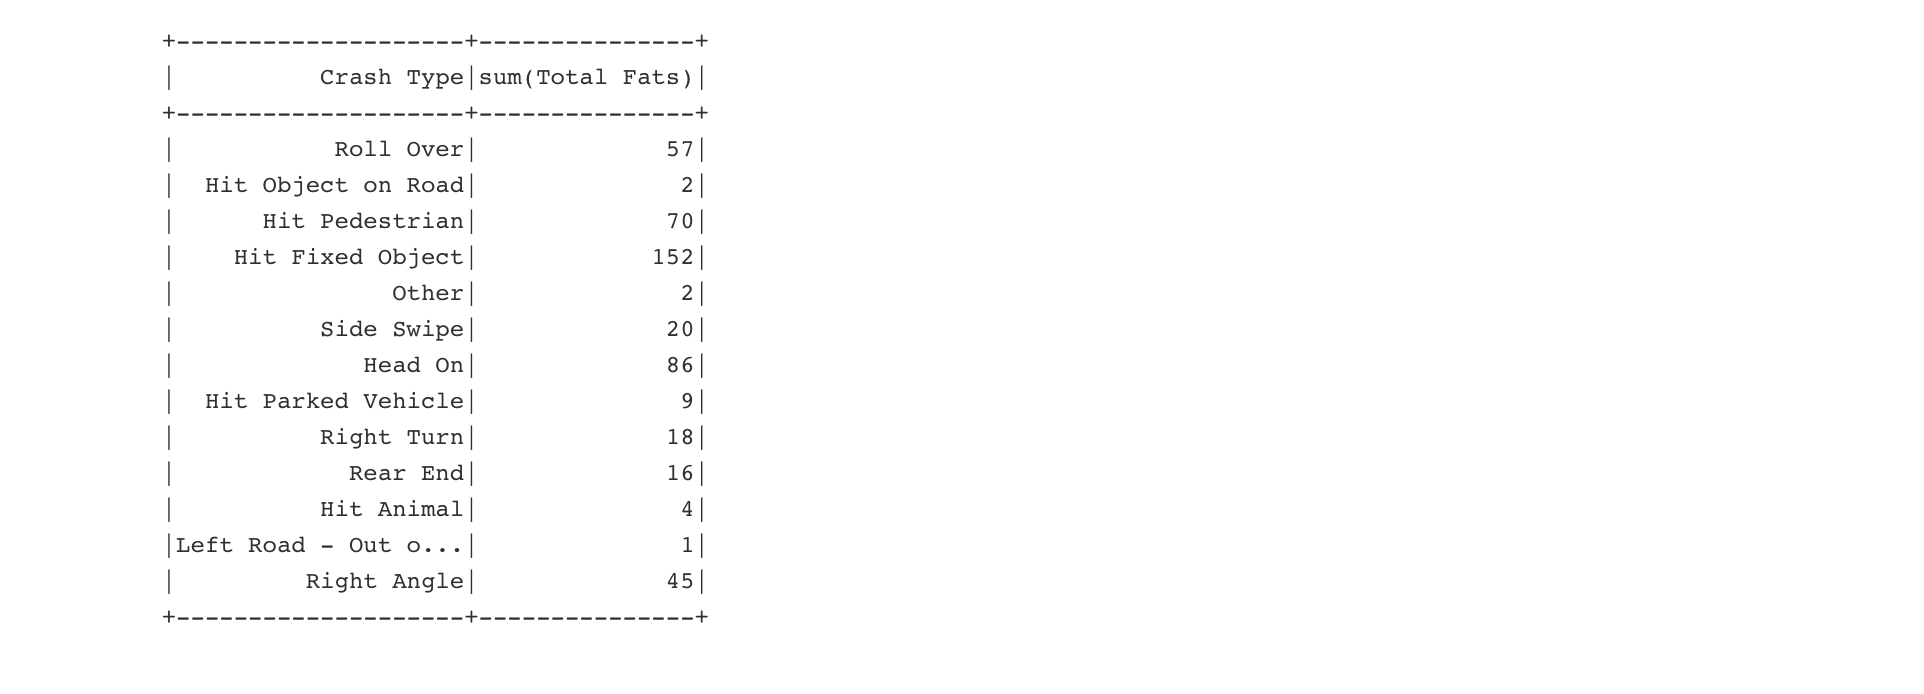 +--------------------+---------------+
|          Crash Type|sum(Total Fats)|
+--------------------+---------------+
|           Roll Over|             57|
|  Hit Object on Road|              2|
|      Hit Pedestrian|             70|
|    Hit Fixed Object|            152|
|               Other|              2|
|          Side Swipe|             20|
|             Head On|             86|
|  Hit Parked Vehicle|              9|
|          Right Turn|             18|
|            Rear End|             16|
|          Hit Animal|              4|
|Left Road - Out o...|              1|
|         Right Angle|             45|
+--------------------+---------------+